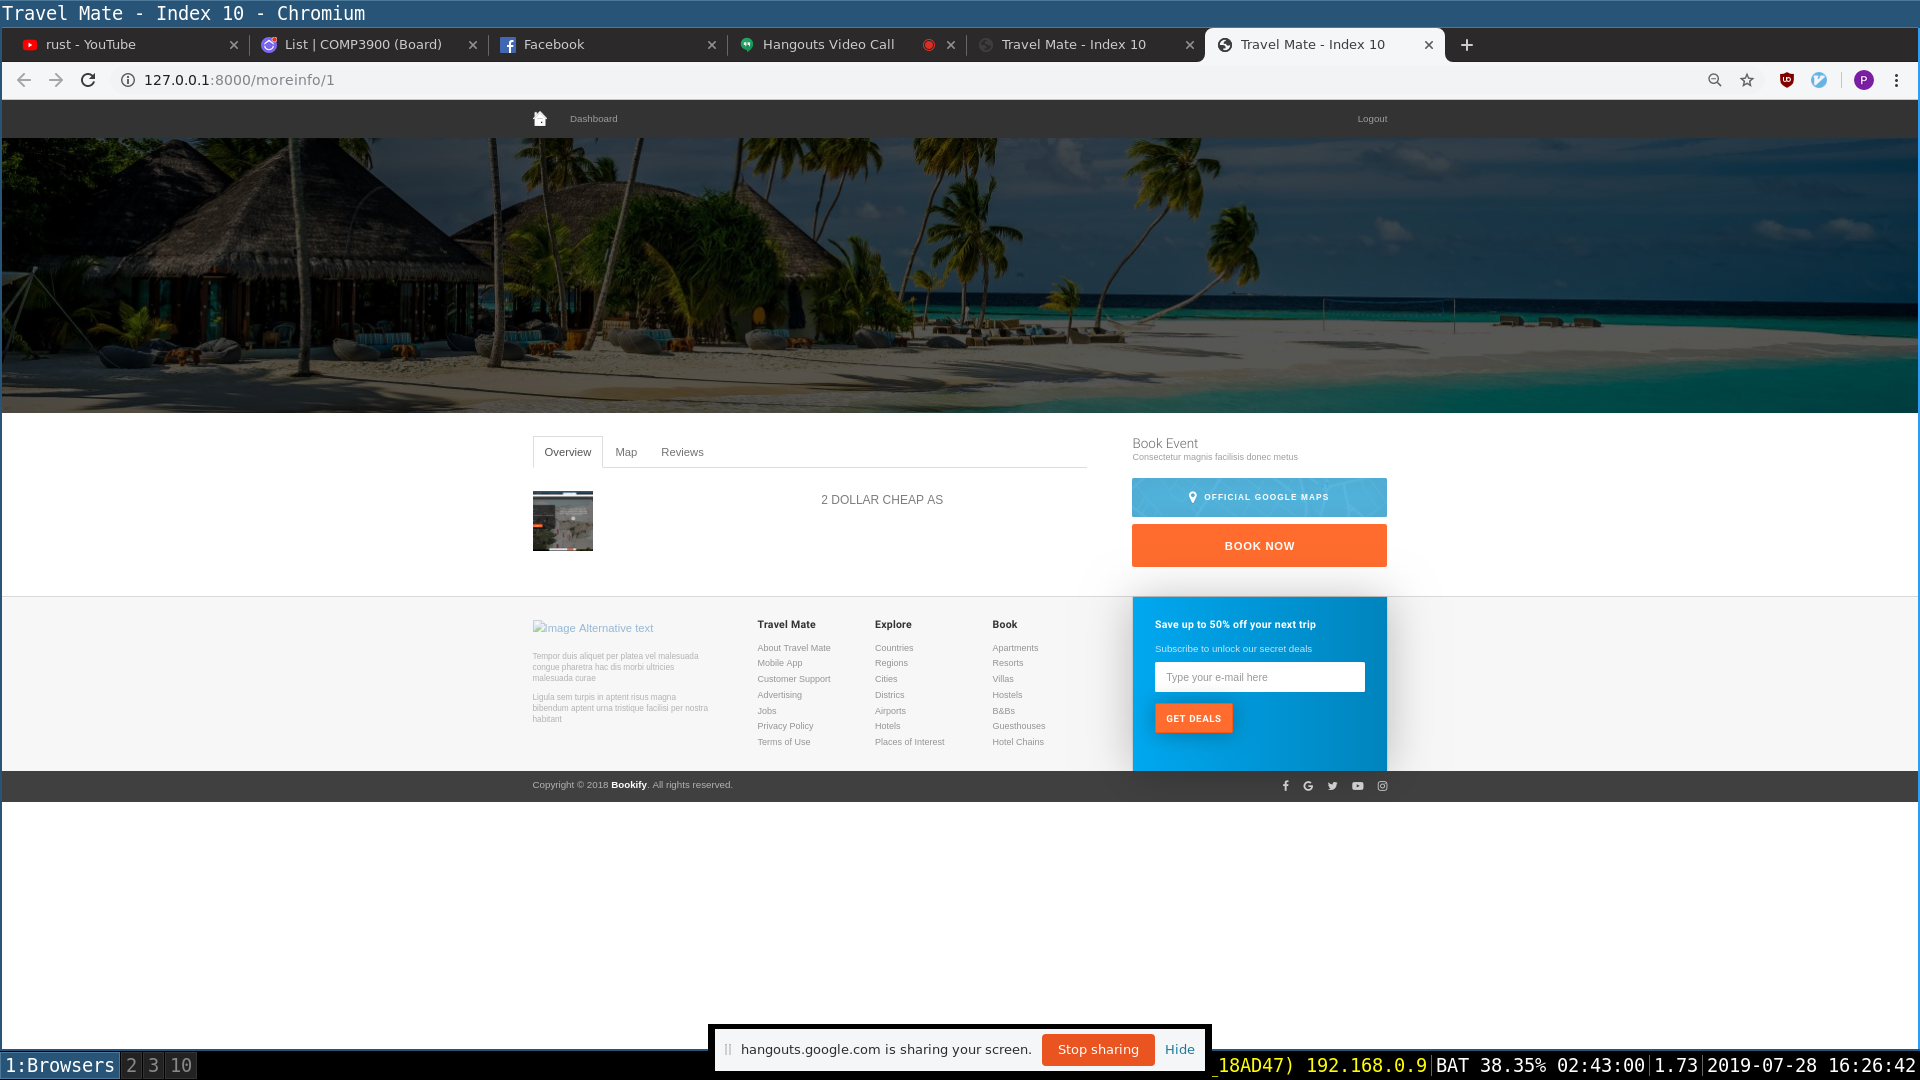 Travel Mate - Index 10 - Chromium
rust - YouTube
List | COMP3900 (Board)
Facebook
Hangouts Video Call
Travel Mate - Index 10
Travel Mate - Index 10
127.0.0.1:8000/moreinfo/1
P
Dashboard
Logout
Overview
Map
Reviews
2 DOLLAR CHEAP AS
Book Event
Consectetur magnis facilisis donec metus
OFFICIAL GOOGLE MAPS
BOOK NOW
Image Alternative text
Tempor duis aliquet per platea vel malesuada
congue pharetra hac dis morbi ultricies
malesuada curae
Ligula sem turpis in aptent risus magna
bibendum aptent urna tristique facilisi per nostra
habitant
Travel Mate
About Travel Mate
Mobile App
Customer Support
Advertising
Jobs
Privacy Policy
Terms of Use
Explore
Countries
Regions
Cities
Districs
Airports
Hotels
Places of Interest
Book
Apartments
Resorts
Villas
Hostels
B&Bs
Guesthouses
Hotel Chains
Save up to 50% off your next trip
Subscribe to unlock our secret deals
Type your e-mail here
GET DEALS
Copyright © 2018 Bookify. All rights reserved.
hangouts.google.com is sharing your screen.
Stop sharing
Hide
1:Browsers 2 3 10
_18AD47) 192.168.0.9 BAT 38.35% 02:43:00 1.73 2019-07-28 16:26:42